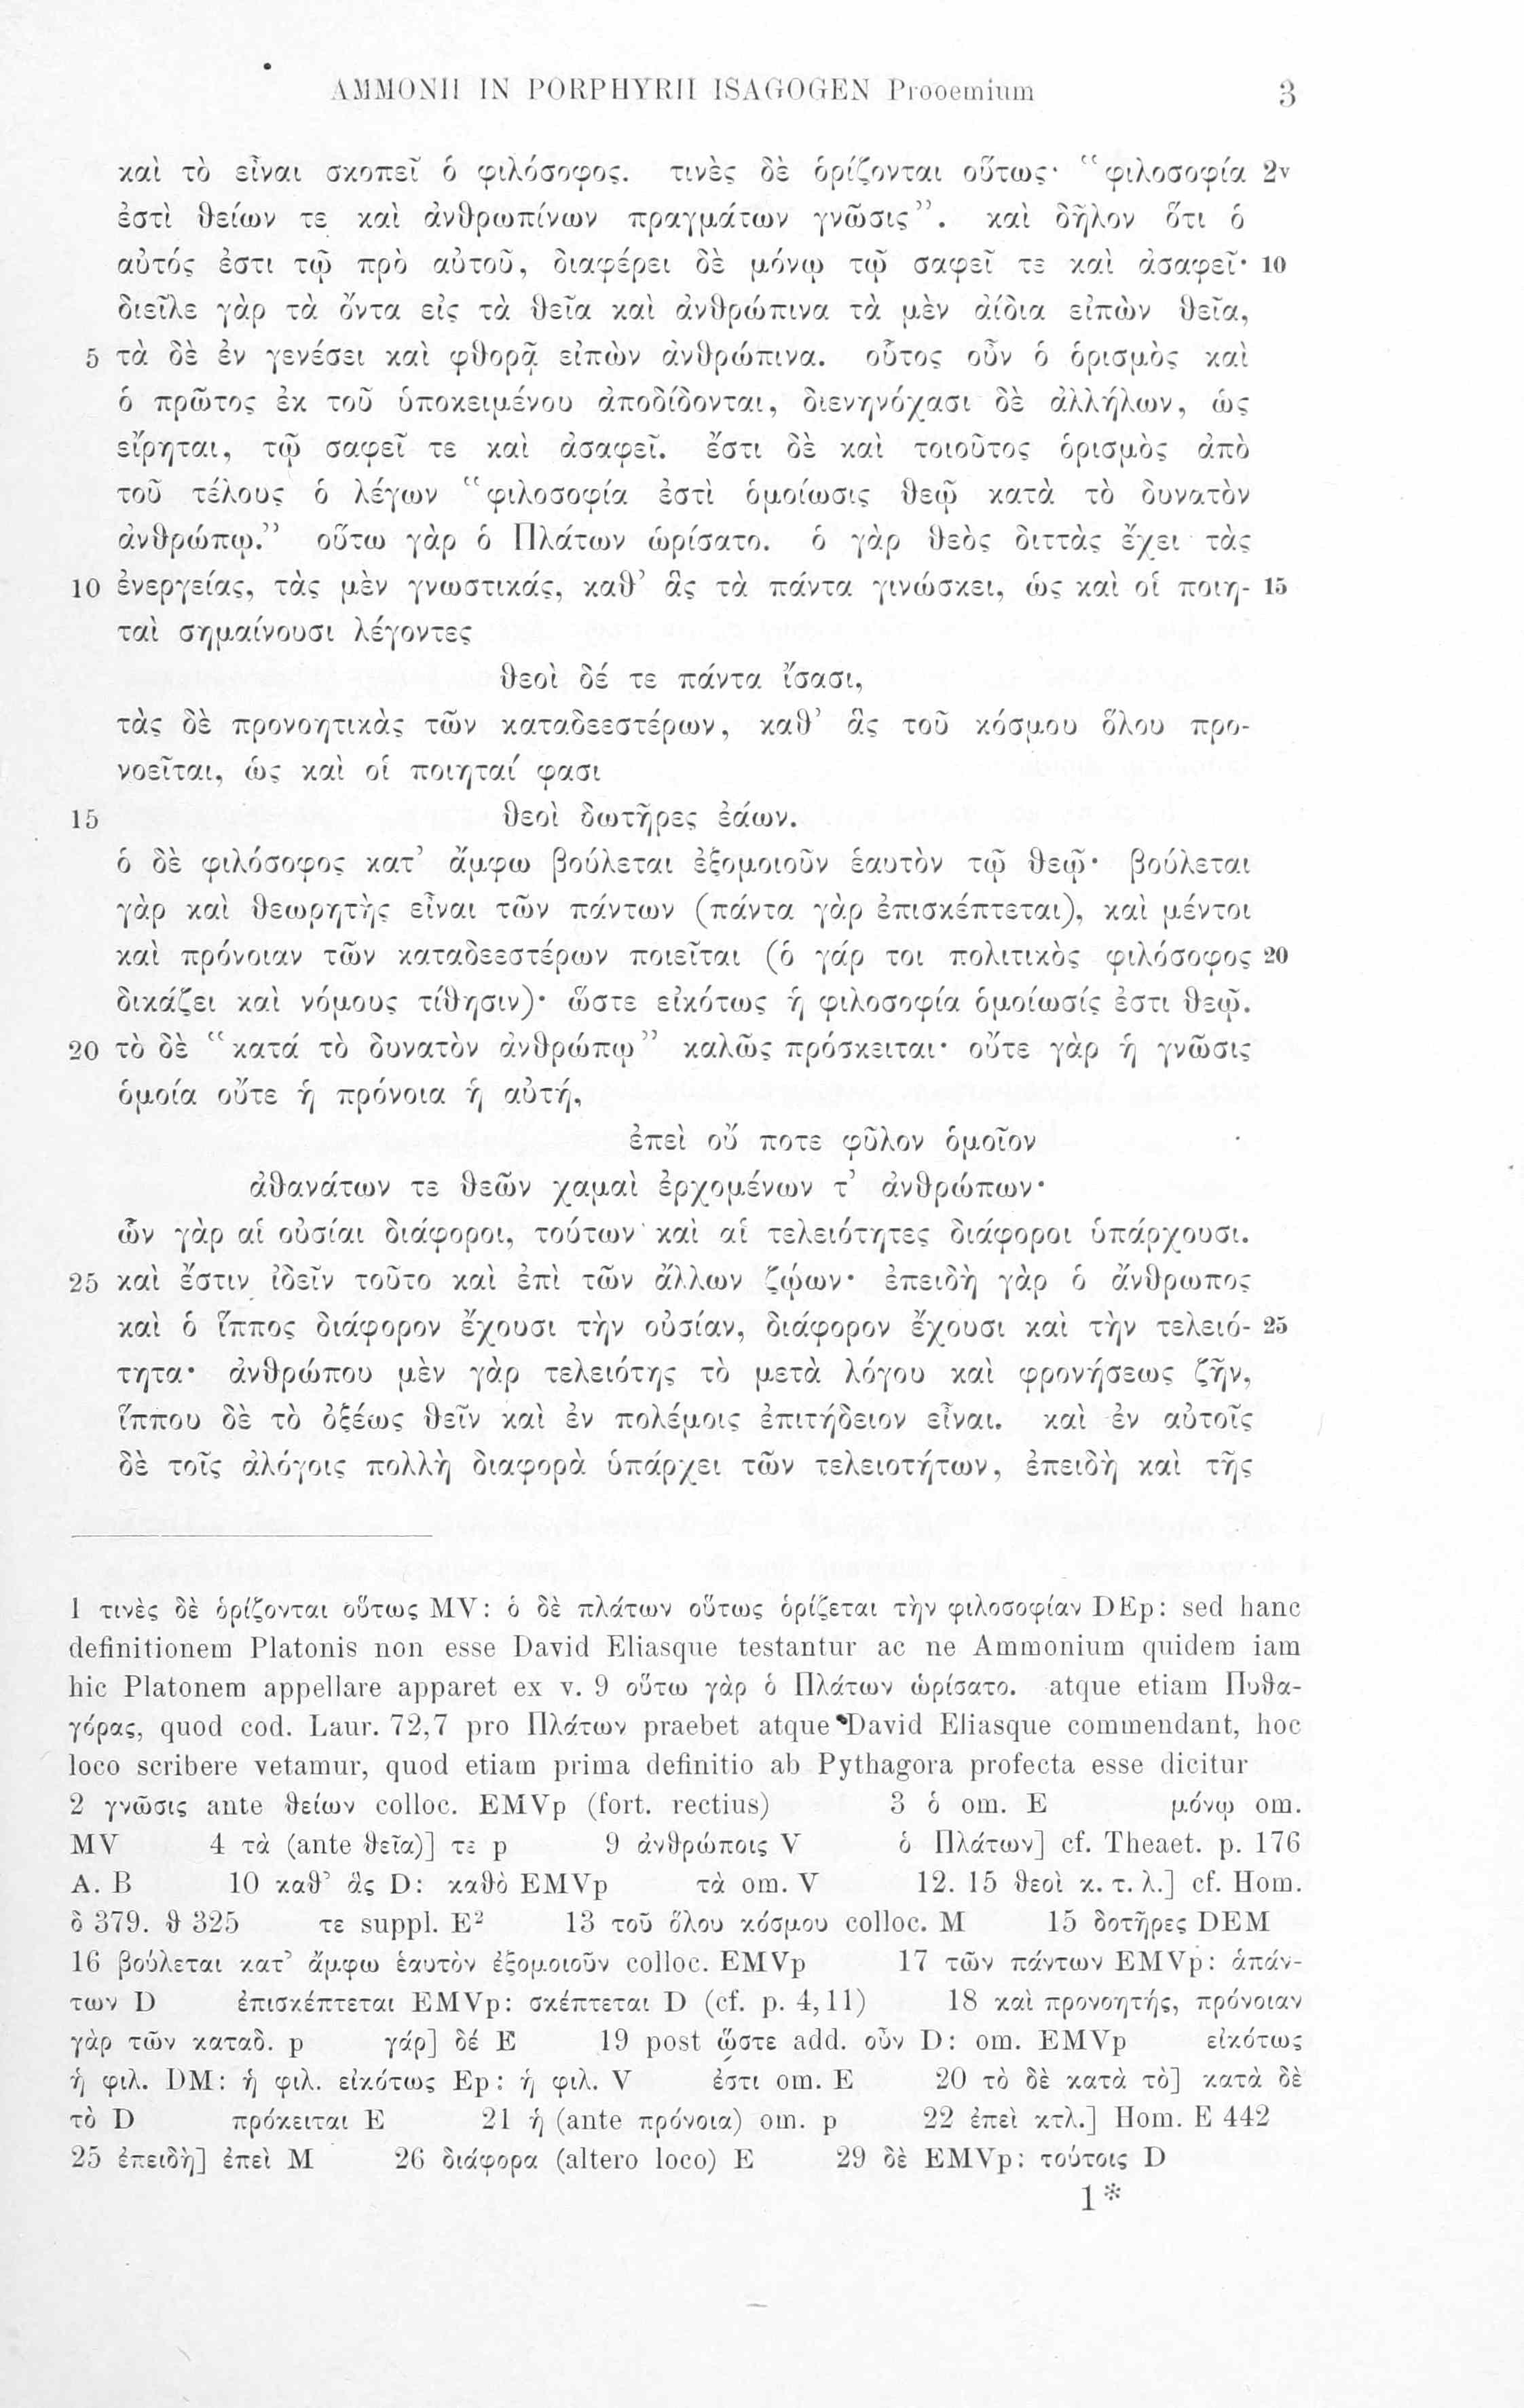 AMMONII IN PORPHYRII ISAGOGEN Prooemium 3
καὶ τὸ εἶναι σκοπεῖ ὁ φιλόσοφος. τινὲς δὲ ὁρίζονται οὕτως· “φιλοσοφία 2v
ἐστὶ θείων τε καὶ ἀνθρωπίνων πραγμάτων γνῶσις”. καὶ δῆλον ὅτι ὁ
αὐτός ἐστι τῷ πρὸ αὐτοῦ, διαφέρει δὲ μόνῳ τῷ σαφεῖ τε καὶ ἀσαφεῖ· 10
διεῖλε γὰρ τὰ ὄντα εἰς τὰ θεῖα καὶ ἀνθρώπινα τὰ μὲν ἀίδια εἰπὼν θεῖα,
5 τὰ δὲ ἐν γενέσει καὶ φθορᾷ εἰπὼν ἀνθρώπινα. οὗτος οὖν ὁ ὁρισμὸς καὶ
ὁ πρῶτος ἐκ τοῦ ὑποκειμένου ἀποδίδονται, διενηνόχασι δὲ ἀλλήλων, ὡς
εἴρηται, τῷ σαφεῖ τε καὶ ἀσαφεῖ. ἔστι δὲ καὶ τοιοῦτος ὁρισμὸς ἀπὸ
τοῦ τέλους ὁ λέγων “φιλοσοφία ἐστὶ ὁμοίωσις θεῷ κατὰ τὸ δυνατὸν
ἀνθρώπῳ.” οὕτω γὰρ ὁ Πλάτων ὡρίσατο. ὁ γὰρ θεὸς διττὰς ἔχει τὰς
10 ἐνεργείας, τὰς μὲν γνωστικάς, καθ’ ἃς τὰ πάντα γινώσκει, ὡς καὶ οἱ ποιη- 15
ταὶ σημαίνουσι λέγοντες
θεοὶ δέ τε πάντα ἴσασι,
τὰς δὲ προνοητικὰς τῶν καταδεεστέρων, καθ’ ἃς τοῦ κόσμου ὅλου προ-
νοεῖται, ὡς καὶ οἱ ποιηταί φασι
15 θεοὶ δωτῆρες ἐάων.
ὁ δὲ φιλόσοφος κατ’ ἄμφω βούλεται ἐξομοιοῦν ἑαυτὸν τῷ θεῷ· βούλεται
γὰρ καὶ θεωρητὴς εἶναι τῶν πάντων (πάντα γὰρ ἐπισκέπτεται), καὶ μέντοι
καὶ πρόνοιαν τῶν καταδεεστέρων ποιεῖται (ὁ γάρ τοι πολιτικὸς φιλόσοφος 20
δικάζει καὶ νόμους τίθησιν)· ὥστε εἰκότως ἡ φιλοσοφία ὁμοίωσίς ἐστι θεῷ.
20 τὸ δὲ “κατά τὸ δυνατὸν ἀνθρώπῳ” καλῶς πρόσκειται· οὔτε γὰρ ἡ γνῶσις
ὁμοία οὔτε ἡ πρόνοια ἡ αὐτή,
ἐπεὶ οὔ ποτε φῦλον ὁμοῖον
ἀθανάτων τε θεῶν χαμαὶ ἐρχομένων τ’ ἀνθρώπων·
ὧν γὰρ αἱ οὐσίαι διάφοροι, τούτων καὶ αἱ τελειότητες διάφοροι ὑπάρχουσι.
25 καὶ ἔστιν ἰδεῖν τοῦτο καὶ ἐπὶ τῶν ἄλλων ζῴων· ἐπειδὴ γὰρ ὁ ἄνθρωπος
καὶ ὁ ἵππος διάφορον ἔχουσι τὴν οὐσίαν, διάφορον ἔχουσι καὶ τὴν τελειό- 25
τητα· ἀνθρώπου μὲν γὰρ τελειότης τὸ μετὰ λόγου καὶ φρονήσεως ζῆν,
ἵππου δὲ τὸ ὀξέως θεῖν καὶ ἐν πολέμοις ἐπιτήδειον εἶναι. καὶ ἐν αὐτοῖς
δὲ τοῖς ἀλόγοις πολλὴ διαφορὰ ὑπάρχει τῶν τελειοτήτων, ἐπειδὴ καὶ τῆς
1 τινὲς δὲ ὁρίζονται οὕτως MV: ὁ δὲ πλάτων οὕτως ὁρίζεται τὴν φιλοσοφίαν DEp: sed hanc
definitionem Platonis non esse David Eliasque testantur ac ne Ammonium quidem iam
hic Platonem appellare apparet ex v. 9 οὕτω γὰρ ὁ Πλάτων ὡρίσατο. atque etiam Πυθα-
γόρας, quod cod. Laur. 72,7 pro Πλάτων praebet atque David Eliasque commendant, hoc
loco scribere vetamur, quod etiam prima definitio ab Pythagora profecta esse dicitur
2 γνῶσις ante θείων colloc. EMVp (fort. rectius) 3 ὁ om. E μόνῳ om.
MV 4 τὰ (ante θεῖα)] τε p 9 ἀνθρώποις V ὁ Πλάτων] cf. Theaet. p. 176
A. B 10 καθ’ ἃς D: καθὸ EMVp τὰ om. V 12. 15 θεοὶ κ. τ. λ.] cf. Hom.
δ 379. θ 325 τε suppl. E² 13 τοῦ ὅλου κόσμου colloc. M 15 δοτῆρες DEM
16 βούλεται κατ’ ἄμφω ἑαυτὸν ἐξομοιοῦν colloc. EMVp 17 τῶν πάντων EMVp: ἁπάν-
των D ἐπισκέπτεται EMVp: σκέπτεται D (cf. p. 4,11) 18 καὶ προνοητής, πρόνοιαν
γὰρ τῶν καταδ. p γάρ] δέ E 19 post ὥστε add. οὖν D: om. EMVp εἰκότως
ἡ φιλ. DM: ἡ φιλ. εἰκότως Ep: ἡ φιλ. V ἐστι om. E 20 τὸ δὲ κατὰ τὸ] κατὰ δὲ
τὸ D πρόκειται E 21 ἡ (ante πρόνοια) om. p 22 ἐπεὶ κτλ.] Hom. E 442
25 ἐπειδὴ] ἐπεὶ M 26 διάφορα (altero loco) E 29 δὲ EMVp: τούτοις D
1*